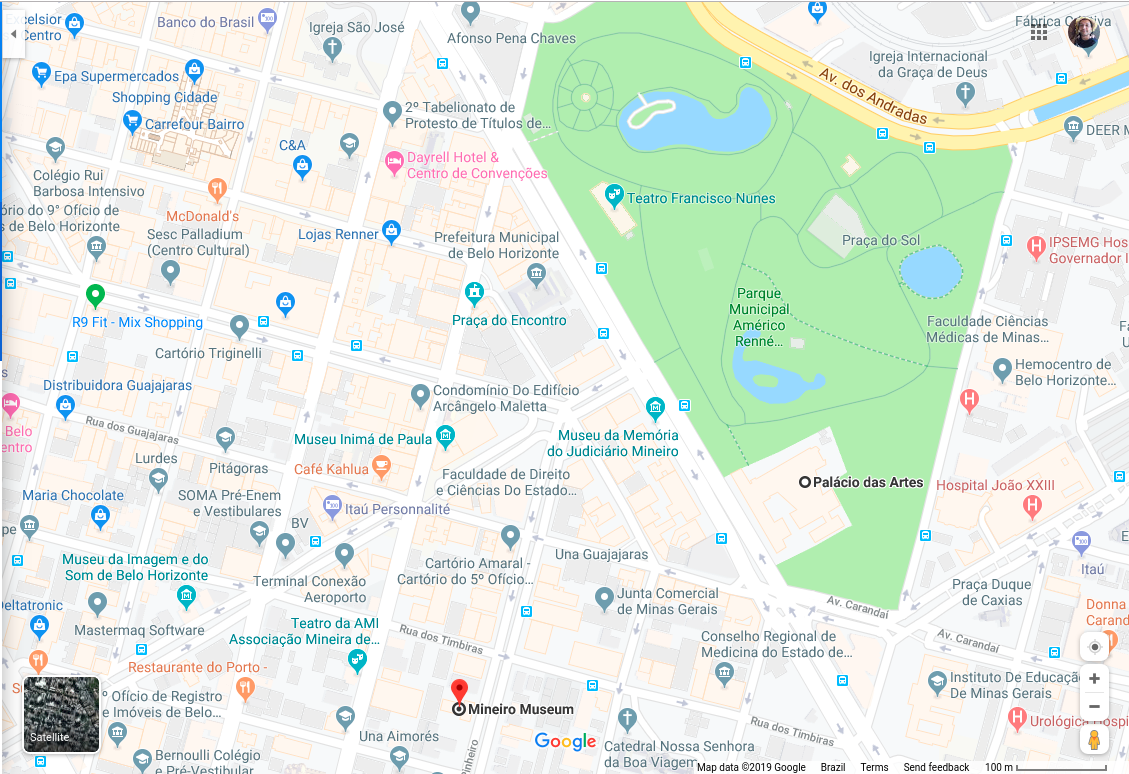 Excelsior
Centro
Banco do Brasil
Igreja São José
Afonso Pena Chaves
Fábrica Criativa
Igreja Internacional
da Graça de Deus
Av. dos Andradas
Epa Supermercados
Shopping Cidade
Carrefour Bairro
2º Tabelionato de
Protesto de Títulos de...
DEER M
C&A
Dayrell Hotel &
Centro de Convenções
Colégio Rui
Barbosa Intensivo
Teatro Francisco Nunes
ório do 9° Ofício de
s de Belo Horizonte
McDonald's
Sesc Palladium
(Centro Cultural)
Lojas Renner
Prefeitura Municipal
de Belo Horizonte
Praça do Sol
IPSEMG Hos
Governador I
R9 Fit - Mix Shopping
Praça do Encontro
Parque
Municipal
Américo
Renné...
Faculdade Ciências
Médicas de Minas...
Cartório Triginelli
Hemocentro de
Belo Horizonte...
Distribuidora Guajajaras
Condomínio Do Edifício
Arcângelo Maletta
Belo
entro
Rua dos Guajajaras
Museu Inimá de Paula
Museu da Memória
do Judiciário Mineiro
Lurdes
Pitágoras
Café Kahlua
Faculdade de Direito
e Ciências Do Estado...
Palácio das Artes
Hospital João XXIII
Maria Chocolate
SOMA Pré-Enem
e Vestibulares
Itaú Personnalité
BV
pe
Museu da Imagem e do
Som de Belo Horizonte
Una Guajajaras
Cartório Amaral -
Cartório do 5º Ofício...
Terminal Conexão
Aeroporto
Itaú
Praça Duque
de Caxias
Deltatronic
Junta Comercial
de Minas Gerais
Av. Carandaí
Donna
Carand
Mastermaq Software
Teatro da AMI
Associação Mineira de...
Rua dos Timbiras
Conselho Regional de
Medicina do Estado de...
Av. Carandaí
Restaurante do Porto -
Instituto De Educação
De Minas Gerais
º Ofício de Registro
e Imóveis de Belo...
Satellite
Mineiro Museum
Pinheiro
Urológica Hospi
Una Aimorés
Rua dos Timbiras
Google
Catedral Nossa Senhora
da Boa Viagem
Bernoulli Colégio
e Pré-Vestibular
Map data ©2019 Google Brazil Terms Send feedback 100 m